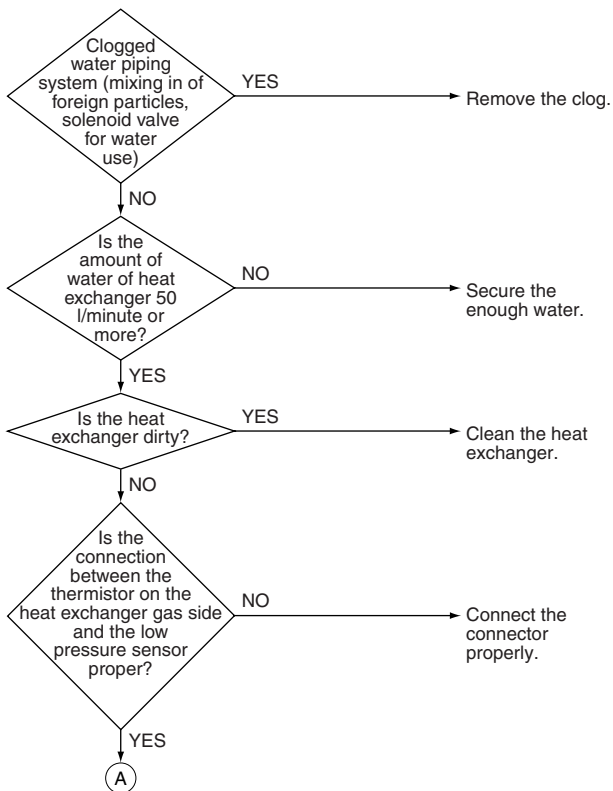 Clogged
water piping
system (mixing in of
foreign particles,
solenoid valve
for water
use)
YES
Remove the clog.
NO
Is the
amount of
water of heat
exchanger 50
l/minute or
more?
NO
Secure the
enough water.
YES
Is the heat
exchanger dirty?
YES
Clean the heat
exchanger.
NO
Is the
connection
between the
thermistor on the
heat exchanger gas side
and the low
pressure sensor
proper?
NO
Connect the
connector
properly.
YES
A